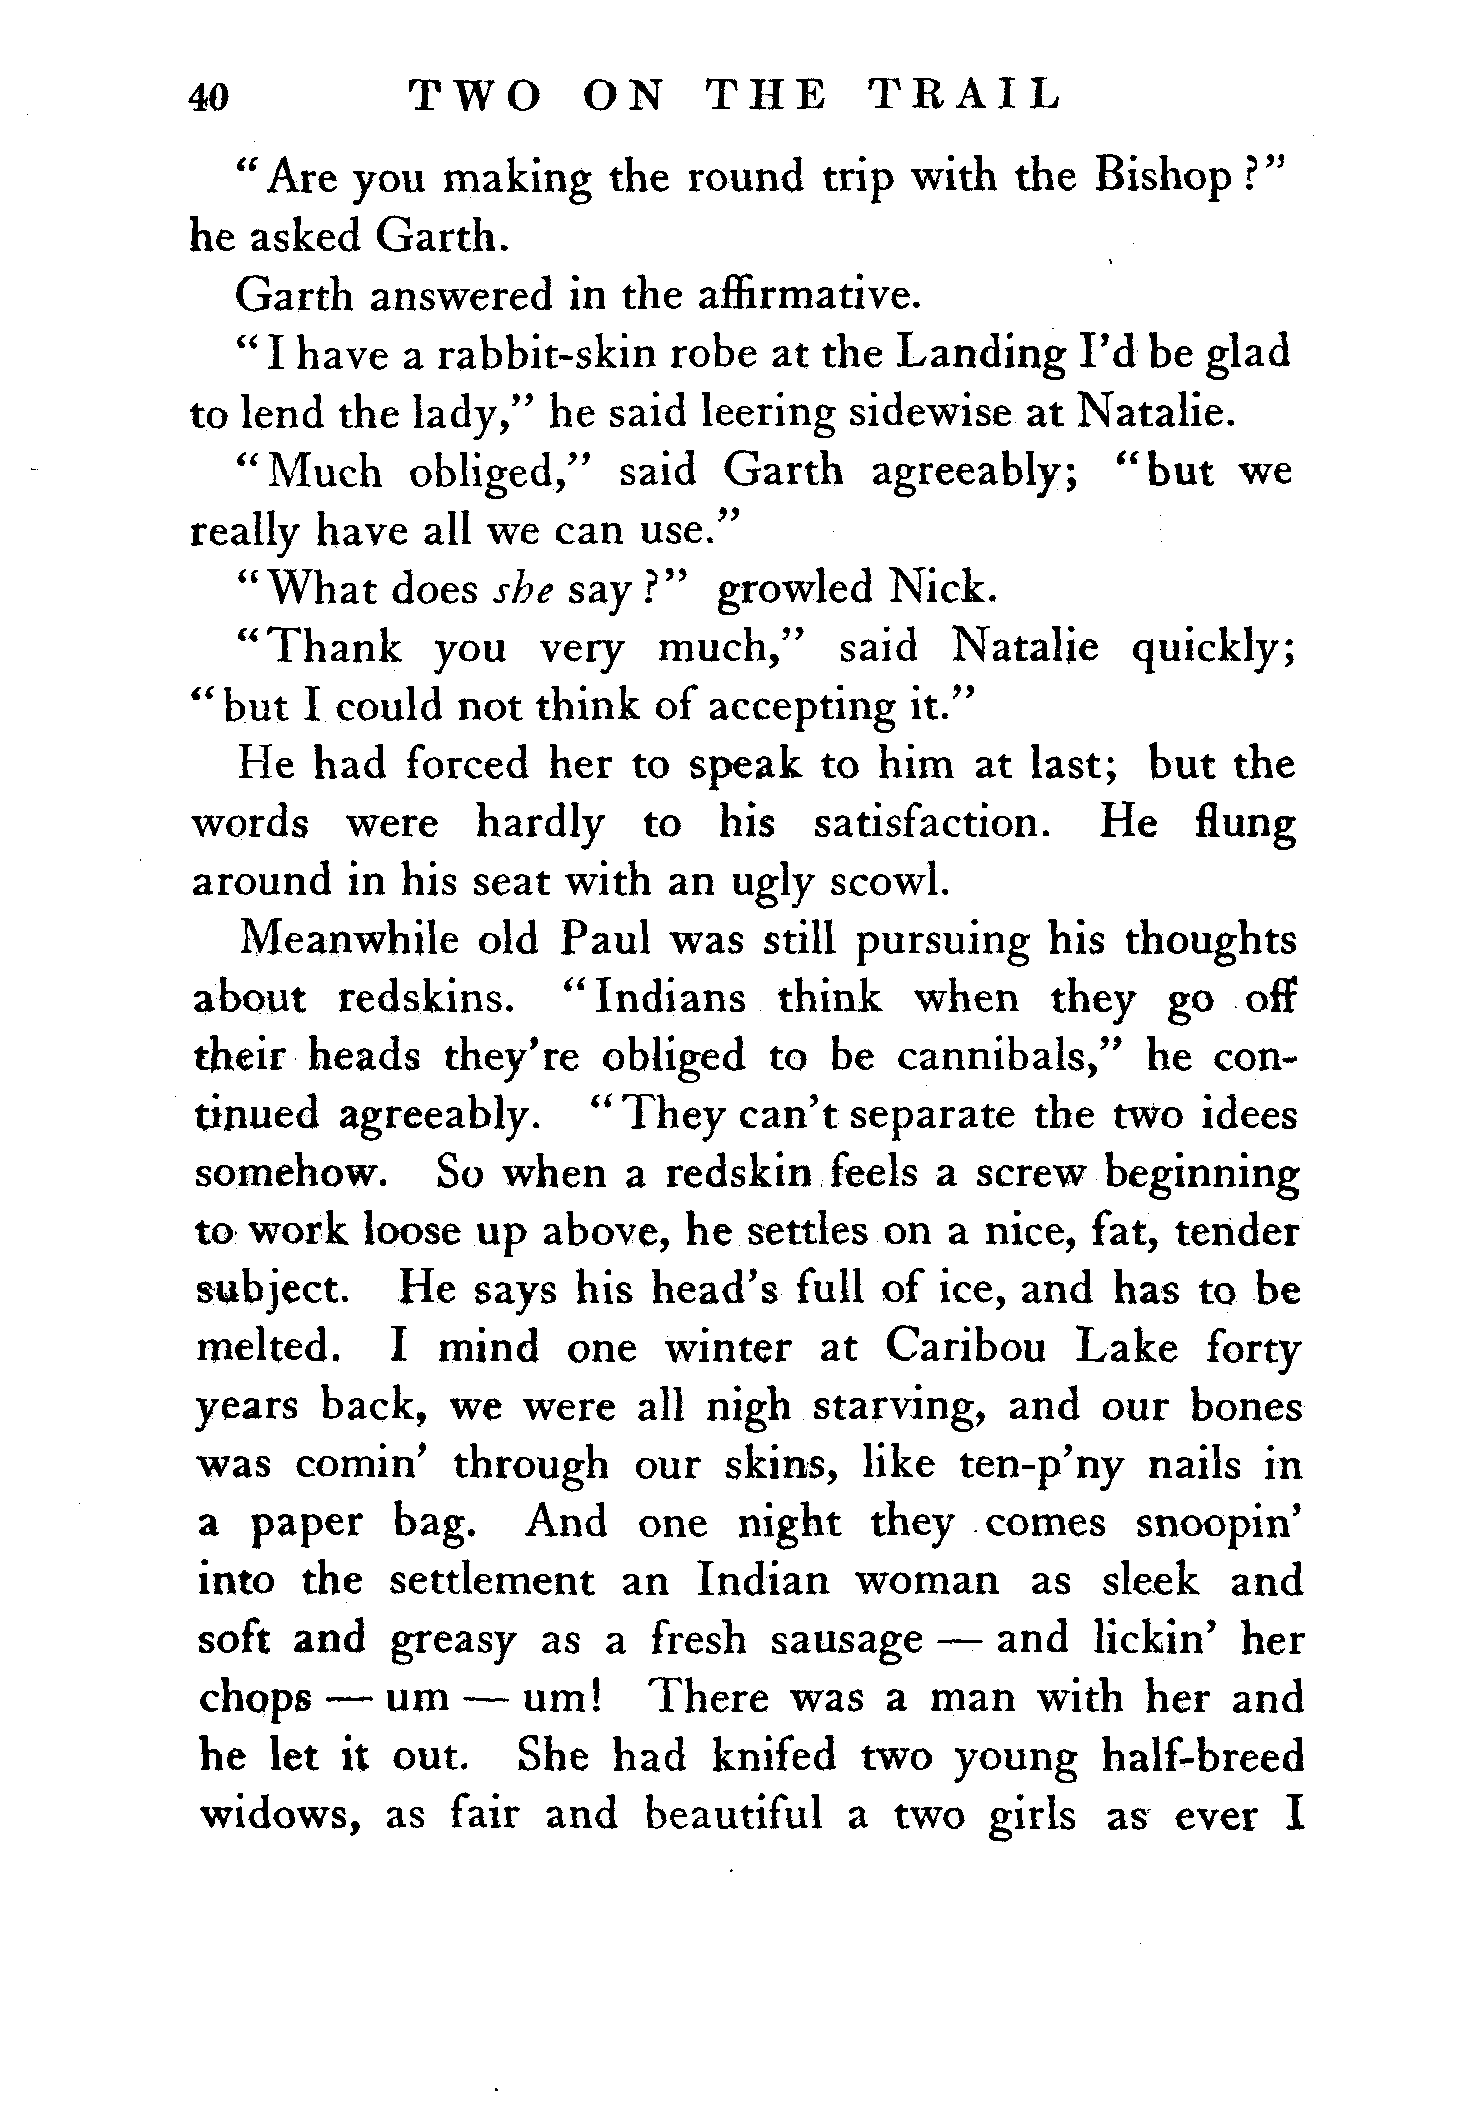 40 TWO ON THE TRAIL
“Are you making the round trip with the Bishop?”
he asked Garth.
Garth answered in the affirmative.
“I have a rabbit-skin robe at the Landing I’d be glad
to lend the lady,” he said leering sidewise at Natalie.
“Much obliged,” said Garth agreeably; “but we
really have all we can use.”
“What does she say?” growled Nick.
“Thank you very much,” said Natalie quickly;
“but I could not think of accepting it.”
He had forced her to speak to him at last; but the
words were hardly to his satisfaction. He flung
around in his seat with an ugly scowl.
Meanwhile old Paul was still pursuing his thoughts
about redskins. “Indians think when they go off
their heads they’re obliged to be cannibals,” he con-
tinued agreeably. “They can’t separate the two idees
somehow. So when a redskin feels a screw beginning
to work loose up above, he settles on a nice, fat, tender
subject. He says his head’s full of ice, and has to be
melted. I mind one winter at Caribou Lake forty
years back, we were all nigh starving, and our bones
was comin’ through our skins, like ten-p’ny nails in
a paper bag. And one night they comes snoopin’
into the settlement an Indian woman as sleek and
soft and greasy as a fresh sausage — and lickin’ her
chops — um — um! There was a man with her and
he let it out. She had knifed two young half-breed
widows, as fair and beautiful a two girls as ever I